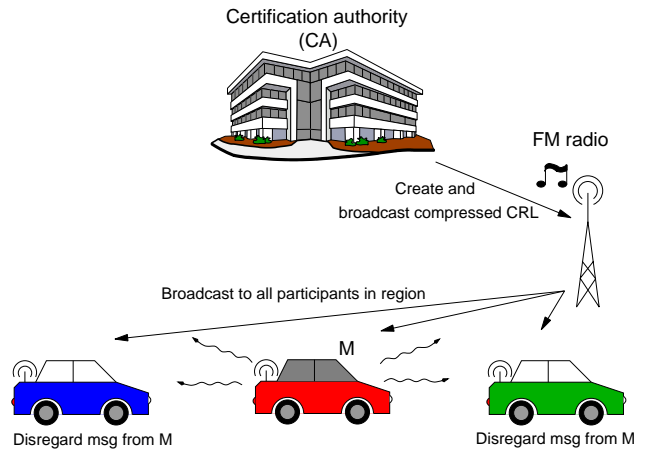 Certification authority
(CA)
FM radio
Create and
broadcast compressed CRL
Broadcast to all participants in region
M
Disregard msg from M
Disregard msg from M